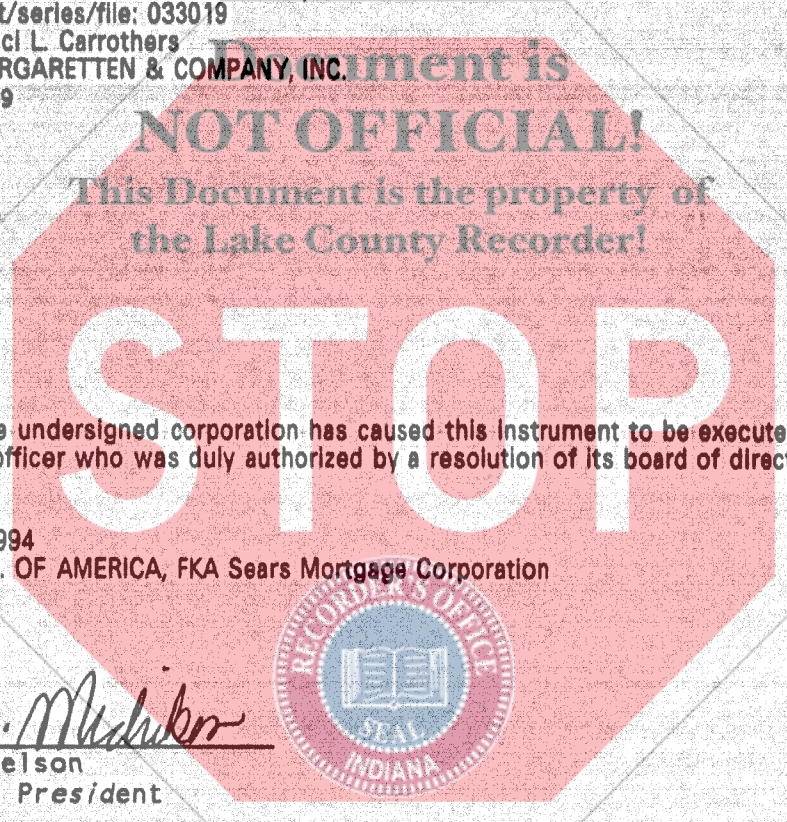 t/series/file: 033019
ci L. Carrothers
RGARETTEN & COMPANY, INC.
9
Document is
NOT OFFICIAL!
This Document is the property of
the Lake County Recorder!
STOP
e undersigned corporation has caused this instrument to be execute
officer who was duly authorized by a resolution of its board of direct
994
. OF AMERICA, FKA Sears Mortgage Corporation
RECORDER'S OFFICE
SEAL
INDIANA
elson
President